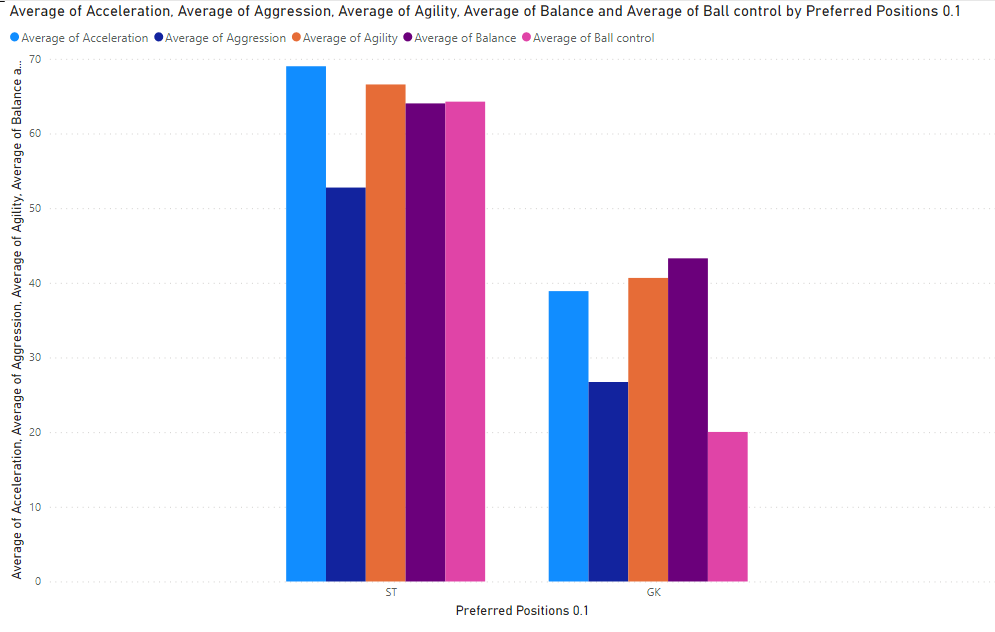 Average of Acceleration, Average of Aggression, Average of Agility, Average of Balance and Average of Ball control by Preferred Positions 0.1
Average of Acceleration Average of Aggression Average of Agility Average of Balance Average of Ball control
Average of Acceleration, Average of Aggression, Average of Agility, Average of Balance a...
70
60
50
40
30
20
10
0
ST GK
Preferred Positions 0.1